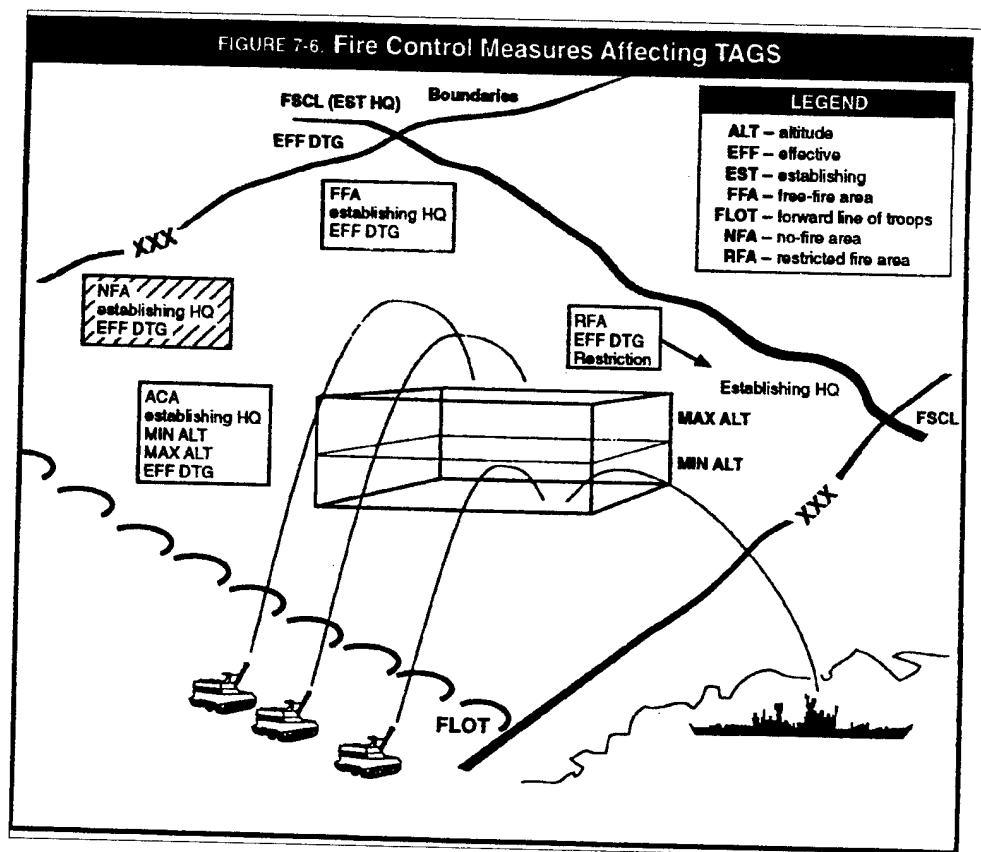 FIGURE 7-6. Fire Control Measures Affecting TAGS
FSCL (EST HQ)
Boundaries
EFF DTG
LEGEND
ALT – altitude
EFF – effective
EST – establishing
FFA – free-fire area
FLOT – forward line of troops
NFA – no-fire area
RFA – restricted fire area
FFA
establishing HQ
EFF DTG
XXX
NFA
establishing HQ
EFF DTG
RFA
EFF DTG
Restriction
Establishing HQ
FSCL
ACA
establishing HQ
MIN ALT
MAX ALT
EFF DTG
MAX ALT
MIN ALT
XXX
FLOT